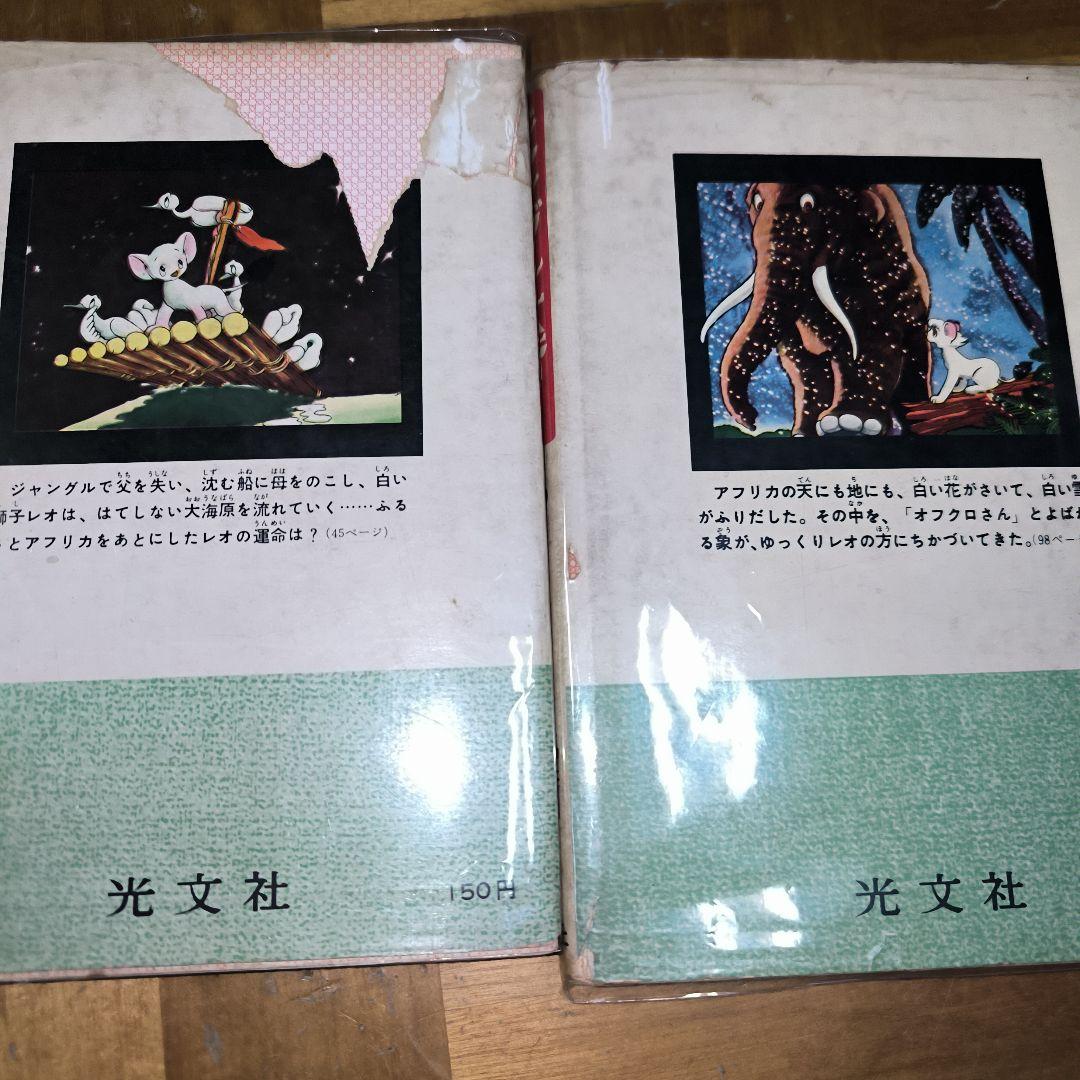 ジャングルで父を失い、沈む船に母をのこし、白い
獅子レオは、はてしない大海原を流れていく……ふる
とアフリカをあとにしたレオの運命は？(45ページ)
光文社
150円
アフリカの天にも地にも、白い花がさいて、白い雪
がふりだした。その中を、「オフクロさん」とよばれ
る象が、ゆっくりレオの方にちかづいてきた。(98ペー
光文社